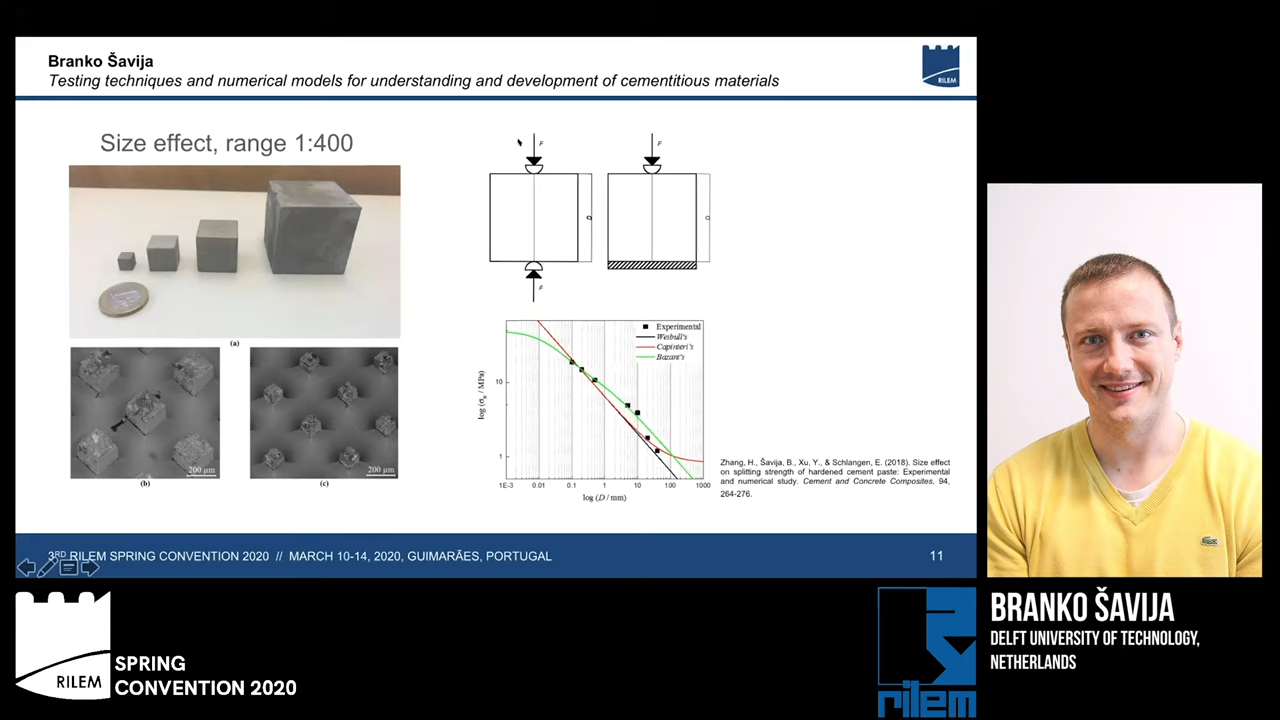 Branko Šavija
Testing techniques and numerical models for understanding and development of cementitious materials
RILEM
Size effect, range 1:400
(a)
200 μm
200 μm
(b)
(c)
F
F
D
D
F
Experimental
Weibull's
Capinteri's
Bazant's
10
1
1E-3
0.01
0.1
1
10
100
1000
log (D / mm)
Zhang, H., Šavija, B., Xu, Y., & Schlangen, E. (2018). Size effect
on splitting strength of hardened cement paste: Experimental
and numerical study. Cement and Concrete Composites, 94,
264-276.
3RD RILEM SPRING CONVENTION 2020 // MARCH 10-14, 2020, GUIMARÃES, PORTUGAL
11
RILEM
SPRING
CONVENTION 2020
rilem
BRANKO ŠAVIJA
DELFT UNIVERSITY OF TECHNOLOGY,
NETHERLANDS